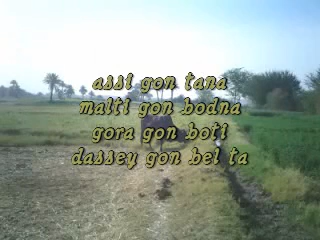 assi gon tana
malti gon bodna
gora gon boti
dassey gon bel ta